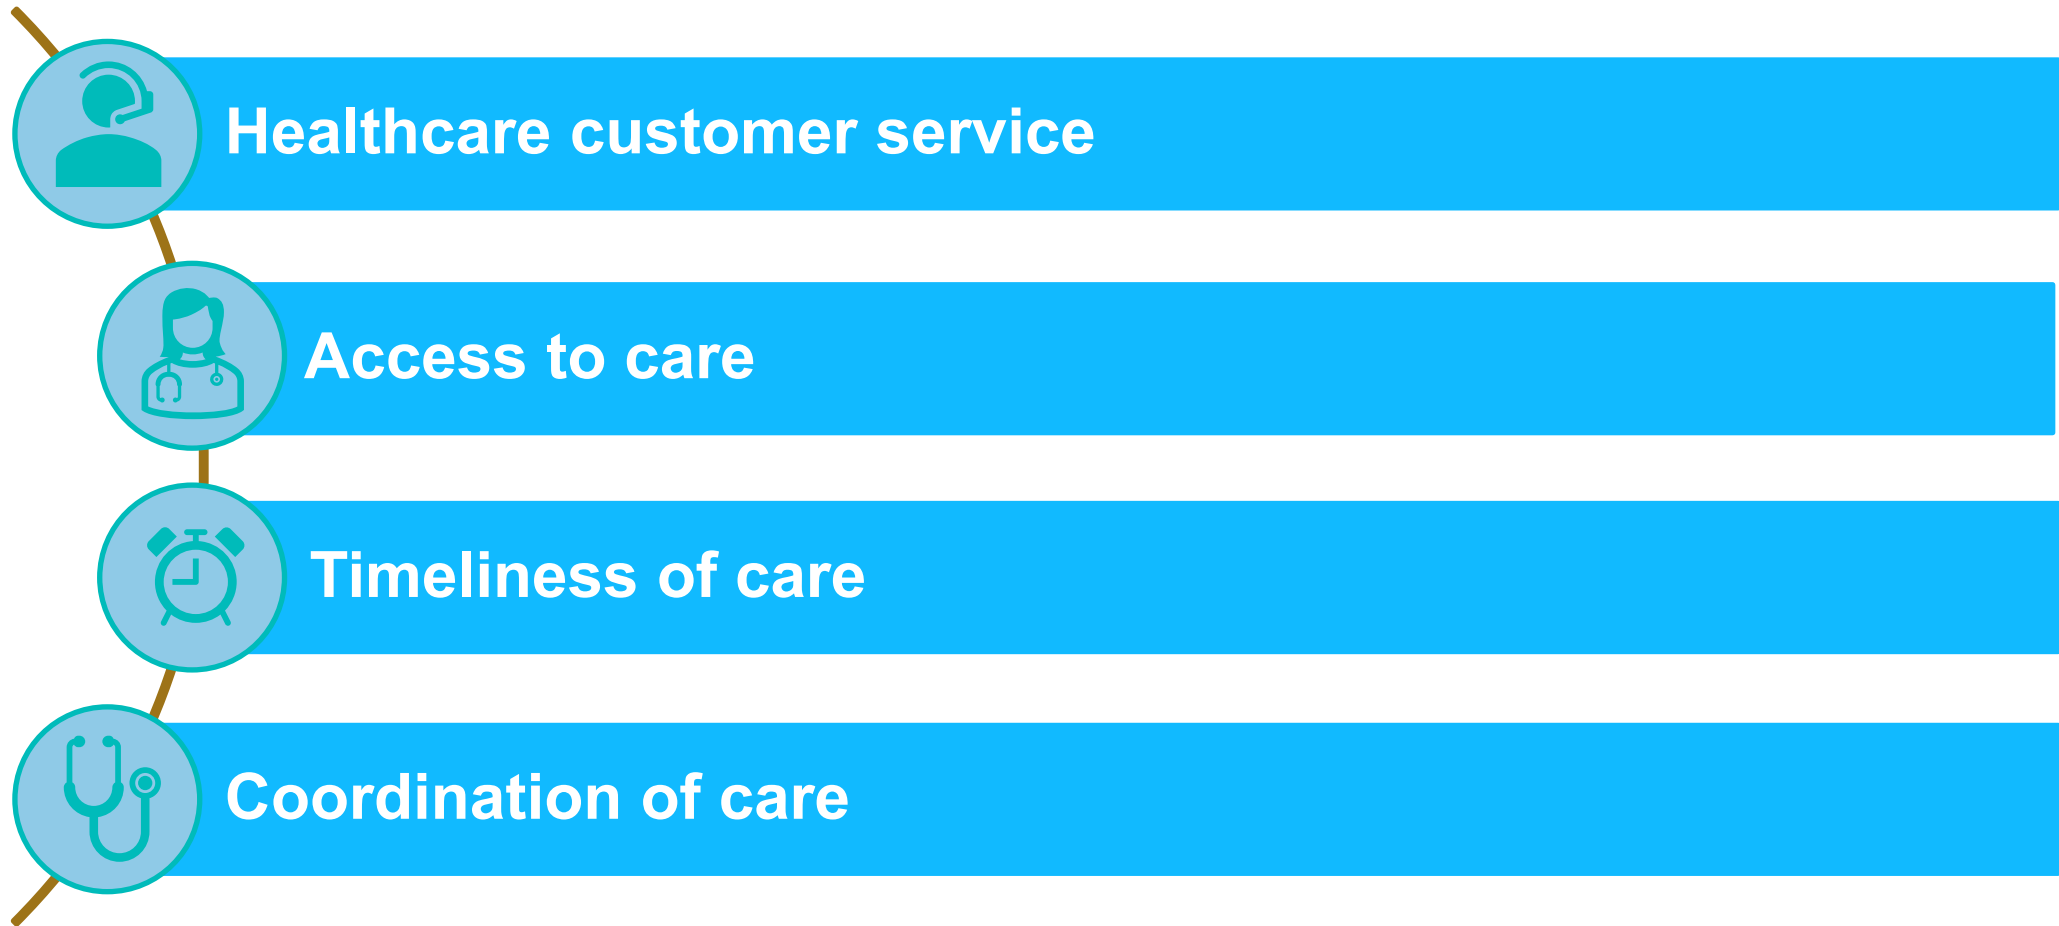 Healthcare customer service
Access to care
Timeliness of care
Coordination of care